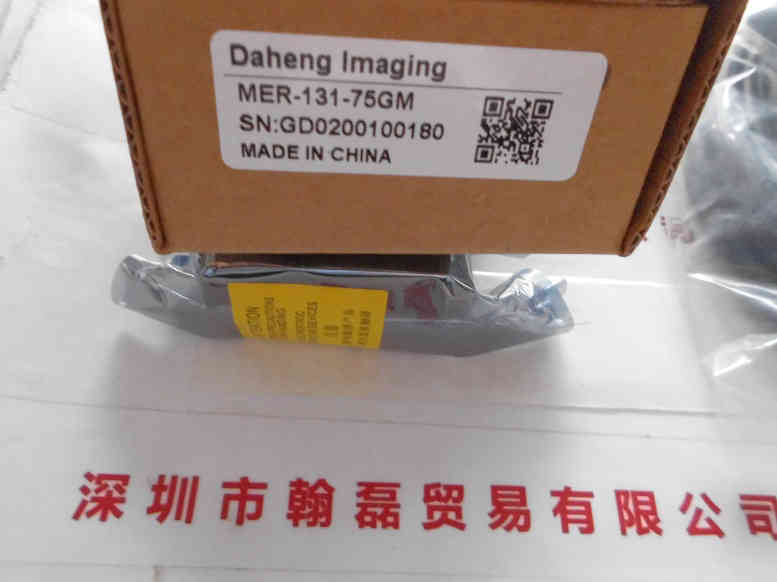 Daheng Imaging
MER-131-75GM
SN:GD0200100180
MADE IN CHINA
深圳市翰磊贸易有限公司